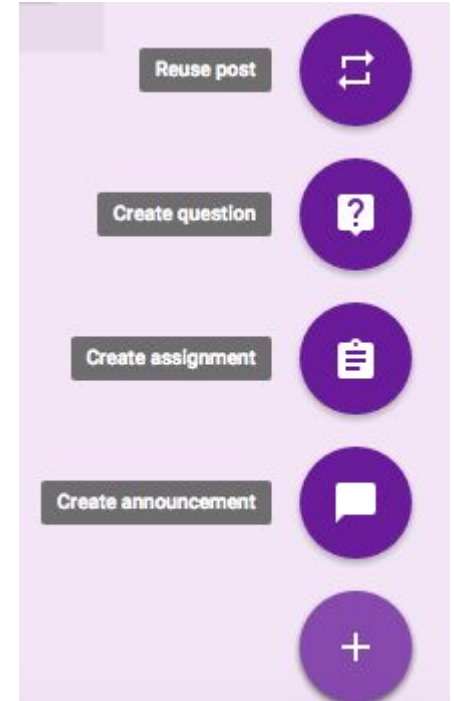 Reuse post
Create question
Create assignment
Create announcement